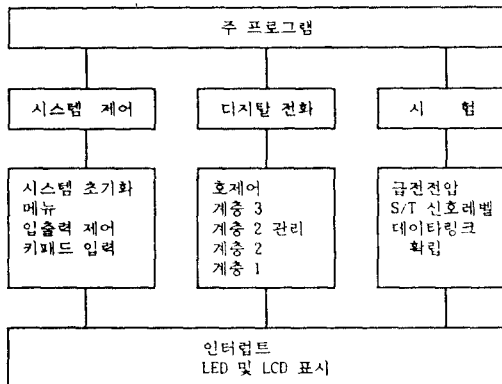 주 프로그램
시스템 제어
디지탈 전화
시 험
시스템 초기화
메뉴
입출력 제어
키패드 입력
호제어
계층 3
계층 2 관리
계층 2
계층 1
급전전압
S/T 신호레벨
데이타링크
확립
인터럽트
LED 및 LCD 표시